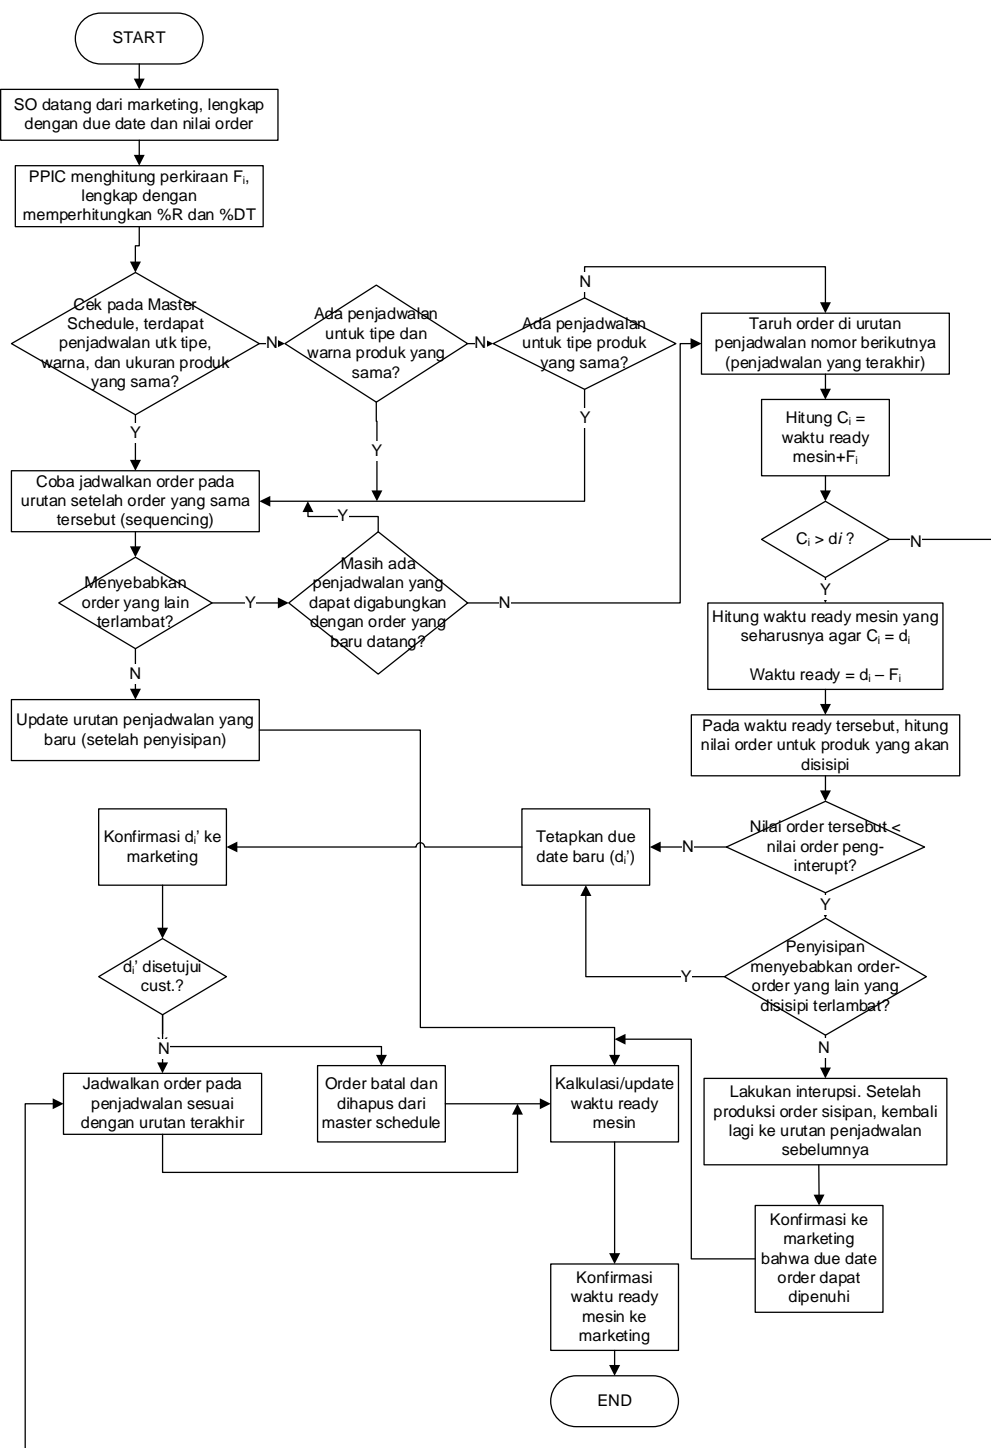 START
SO datang dari marketing, lengkap
dengan due date dan nilai order
PPIC menghitung perkiraan Fi,
lengkap dengan
memperhitungkan %R dan %DT
Cek pada Master
Schedule, terdapat
penjadwalan utk tipe,
warna, dan ukuran produk
yang sama?
N
Ada penjadwalan
untuk tipe dan
warna produk yang
sama?
N
Ada penjadwalan
untuk tipe produk
yang sama?
N
Taruh order di urutan
penjadwalan nomor berikutnya
(penjadwalan yang terakhir)
Y
Y
Y
Hitung Ci =
waktu ready
mesin+Fi
Coba jadwalkan order pada
urutan setelah order yang sama
tersebut (sequencing)
Y
Ci > di ?
N
Menyebabkan
order yang lain
terlambat?
Y
Masih ada
penjadwalan yang
dapat digabungkan
dengan order yang
baru datang?
N
Y
Hitung waktu ready mesin yang
seharusnya agar Ci = di
Waktu ready = di – Fi
N
Update urutan penjadwalan yang
baru (setelah penyisipan)
Pada waktu ready tersebut, hitung
nilai order untuk produk yang akan
disisipi
Konfirmasi di’ ke
marketing
Tetapkan due
date baru (di’)
N
Nilai order tersebut <
nilai order peng-
interupt?
Y
di’ disetujui
cust.?
Y
Penyisipan
menyebabkan order-
order yang lain yang
disisipi terlambat?
N
N
Jadwalkan order pada
penjadwalan sesuai
dengan urutan terakhir
Order batal dan
dihapus dari
master schedule
Kalkulasi/update
waktu ready
mesin
Lakukan interupsi. Setelah
produksi order sisipan, kembali
lagi ke urutan penjadwalan
sebelumnya
Konfirmasi ke
marketing
bahwa due date
order dapat
dipenuhi
Konfirmasi
waktu ready
mesin ke
marketing
END